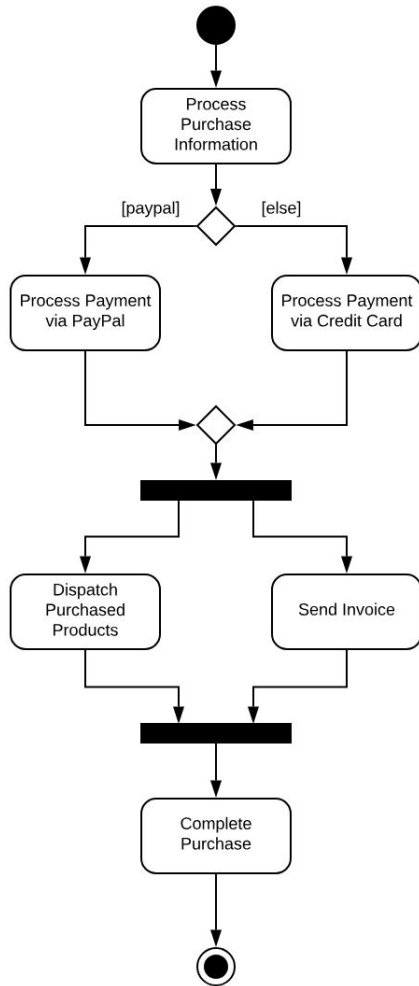 Process
Purchase
Information
[paypal]
[else]
Process Payment
via PayPal
Process Payment
via Credit Card
Dispatch
Purchased
Products
Send Invoice
Complete
Purchase